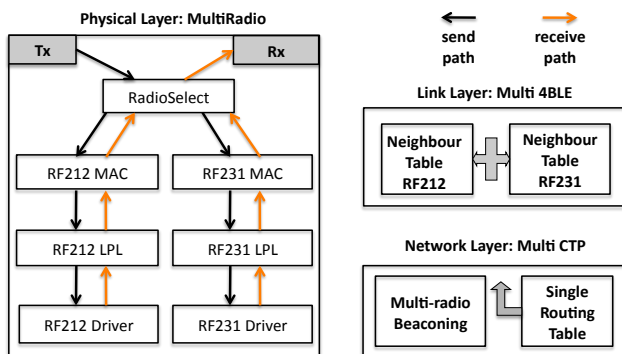 Physical Layer: MultiRadio
Tx
Rx
RadioSelect
RF212 MAC
RF231 MAC
RF212 LPL
RF231 LPL
RF212 Driver
RF231 Driver
send
path
receive
path
Link Layer: Multi 4BLE
Neighbour
Table
RF212
Neighbour
Table
RF231
Network Layer: Multi CTP
Multi-radio
Beaconing
Single
Routing
Table